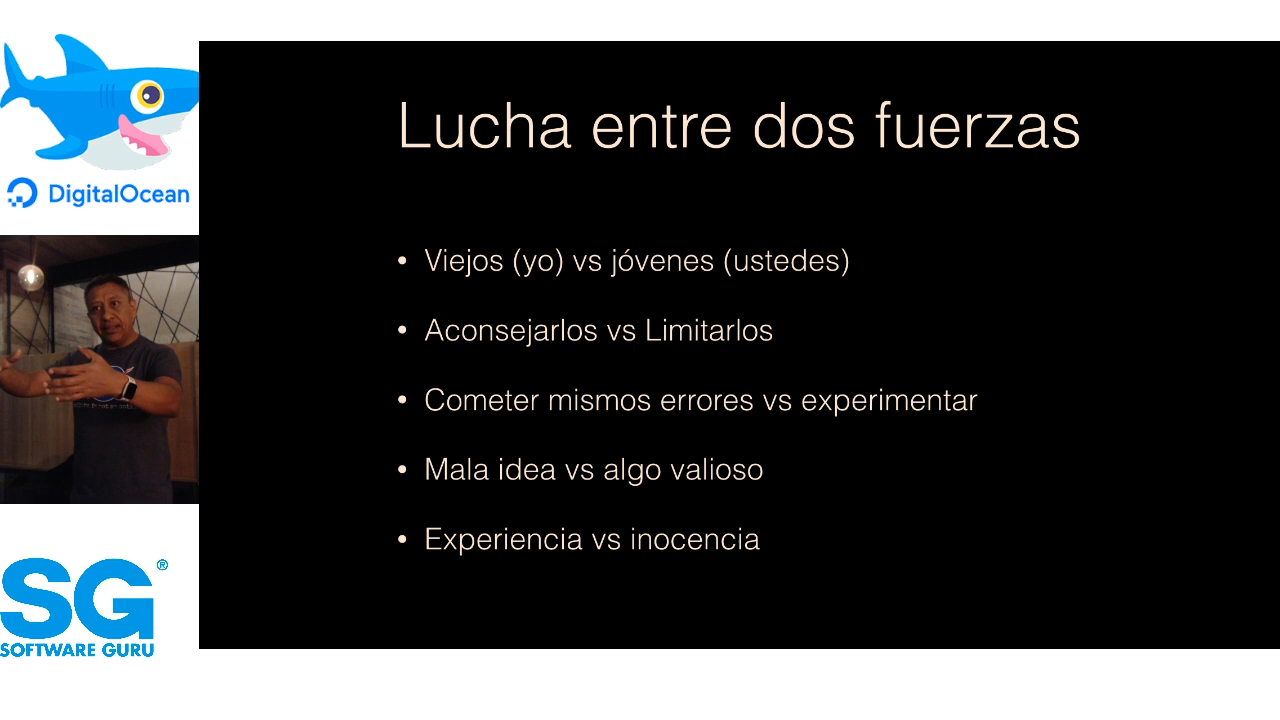 DigitalOcean
Lucha entre dos fuerzas
• Viejos (yo) vs jóvenes (ustedes)
• Aconsejarlos vs Limitarlos
• Cometer mismos errores vs experimentar
• Mala idea vs algo valioso
• Experiencia vs inocencia
SG®
SOFTWARE GURU